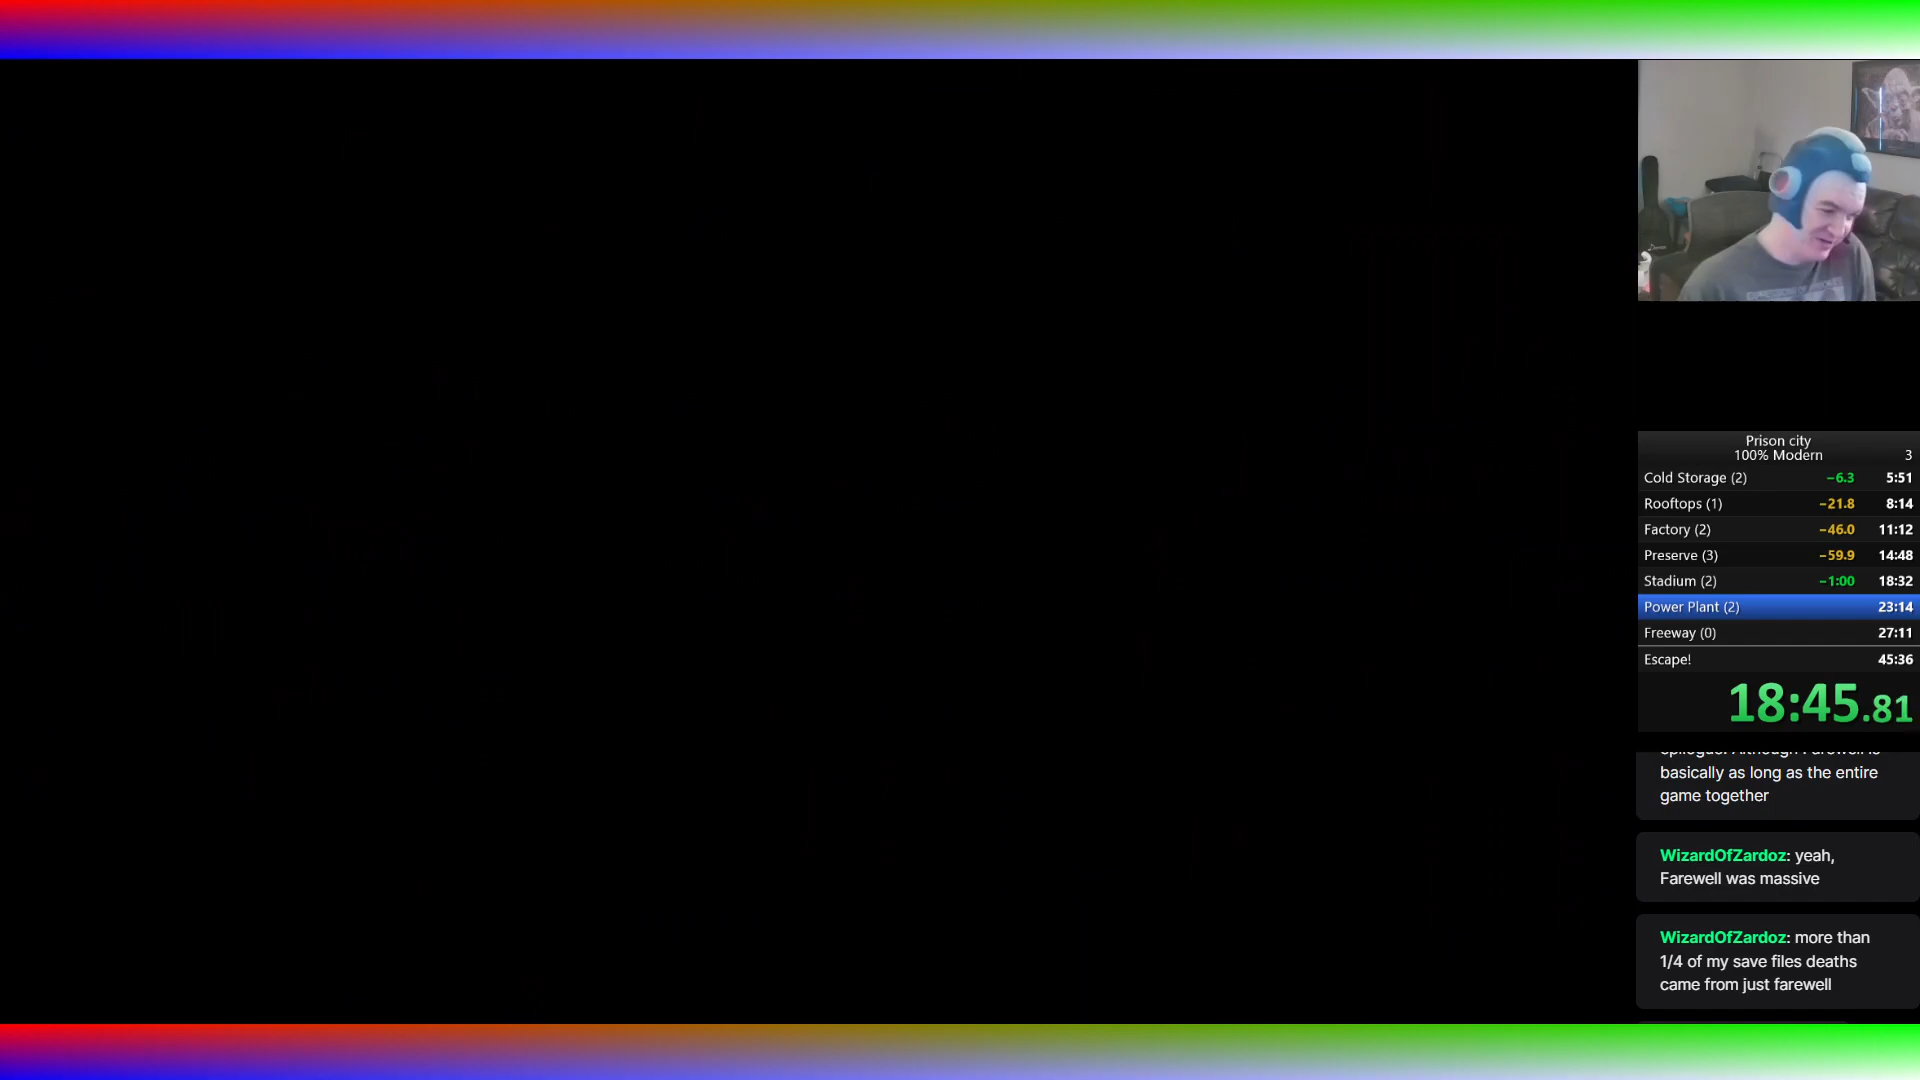 Prison city
100% Modern 3
Cold Storage (2) −6.3 5:51
Rooftops (1) −21.8 8:14
Factory (2) −46.0 11:12
Preserve (3) −59.9 14:48
Stadium (2) −1:00 18:32
Power Plant (2) 23:14
Freeway (0) 27:11
Escape! 45:36
18:45.81
basically as long as the entire
game together
WizardOfZardoz: yeah,
Farewell was massive
WizardOfZardoz: more than
1/4 of my save files deaths
came from just farewell